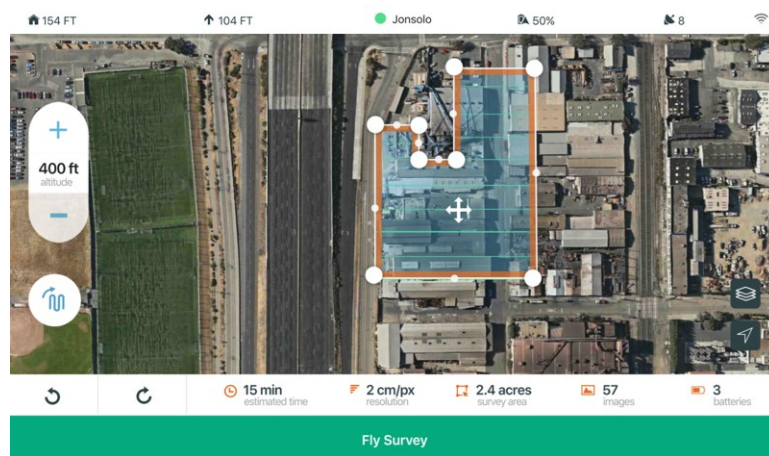 154 FT
104 FT
Jonsolo
50%
8
400 ft
altitude
15 min
estimated time
2 cm/px
resolution
2.4 acres
survey area
57
images
3
batteries
Fly Survey